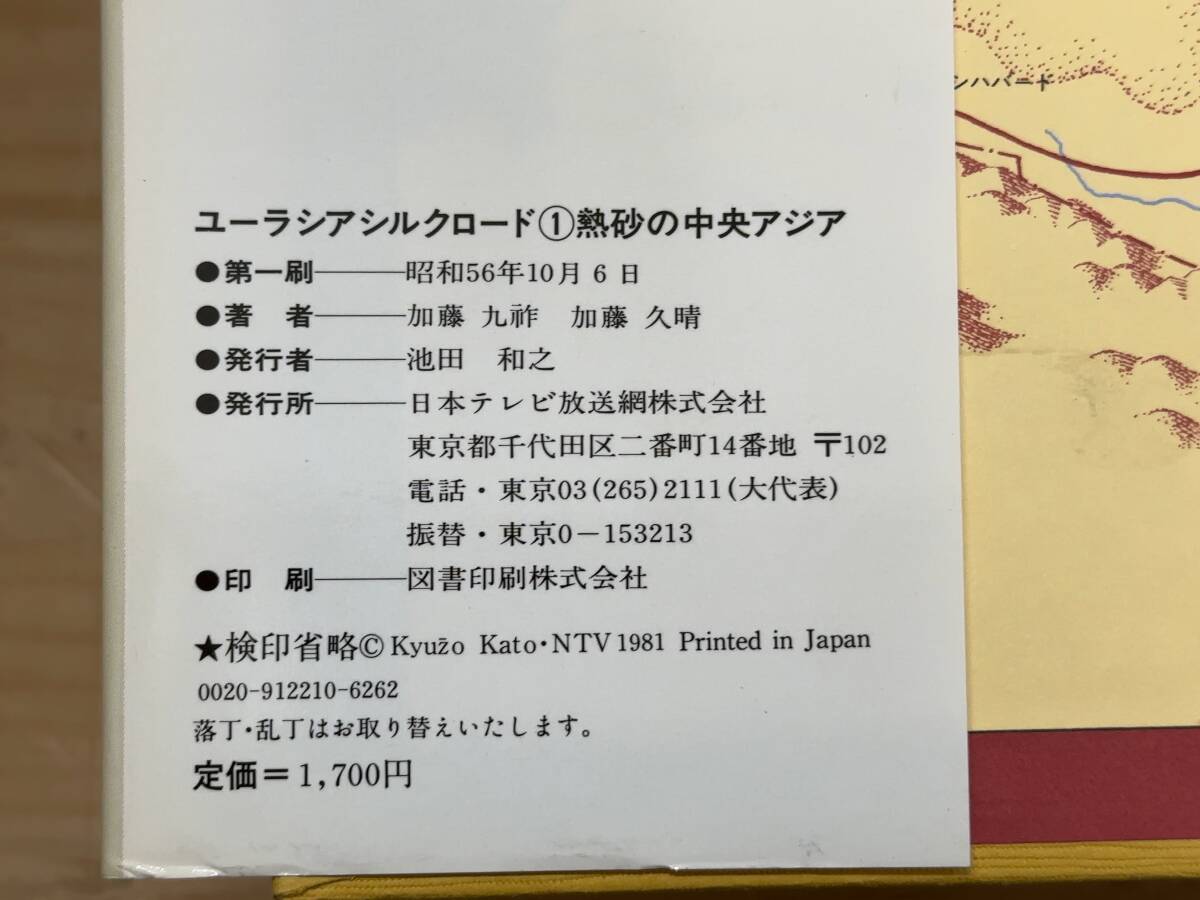 ンハバード
ユーラシアシルクロード①熱砂の中央アジア
●第一刷───昭和56年10月6日
●著　者───加藤 九祚　加藤 久晴
●発行者───池田　和之
●発行所───日本テレビ放送網株式会社
東京都千代田区二番町14番地 〒102
電話・東京03(265)2111(大代表)
振替・東京0－153213
●印　刷───図書印刷株式会社
★検印省略©Kyuzō Kato・NTV1981 Printed in Japan
0020-912210-6262
落丁・乱丁はお取り替えいたします。
定価＝1,700円